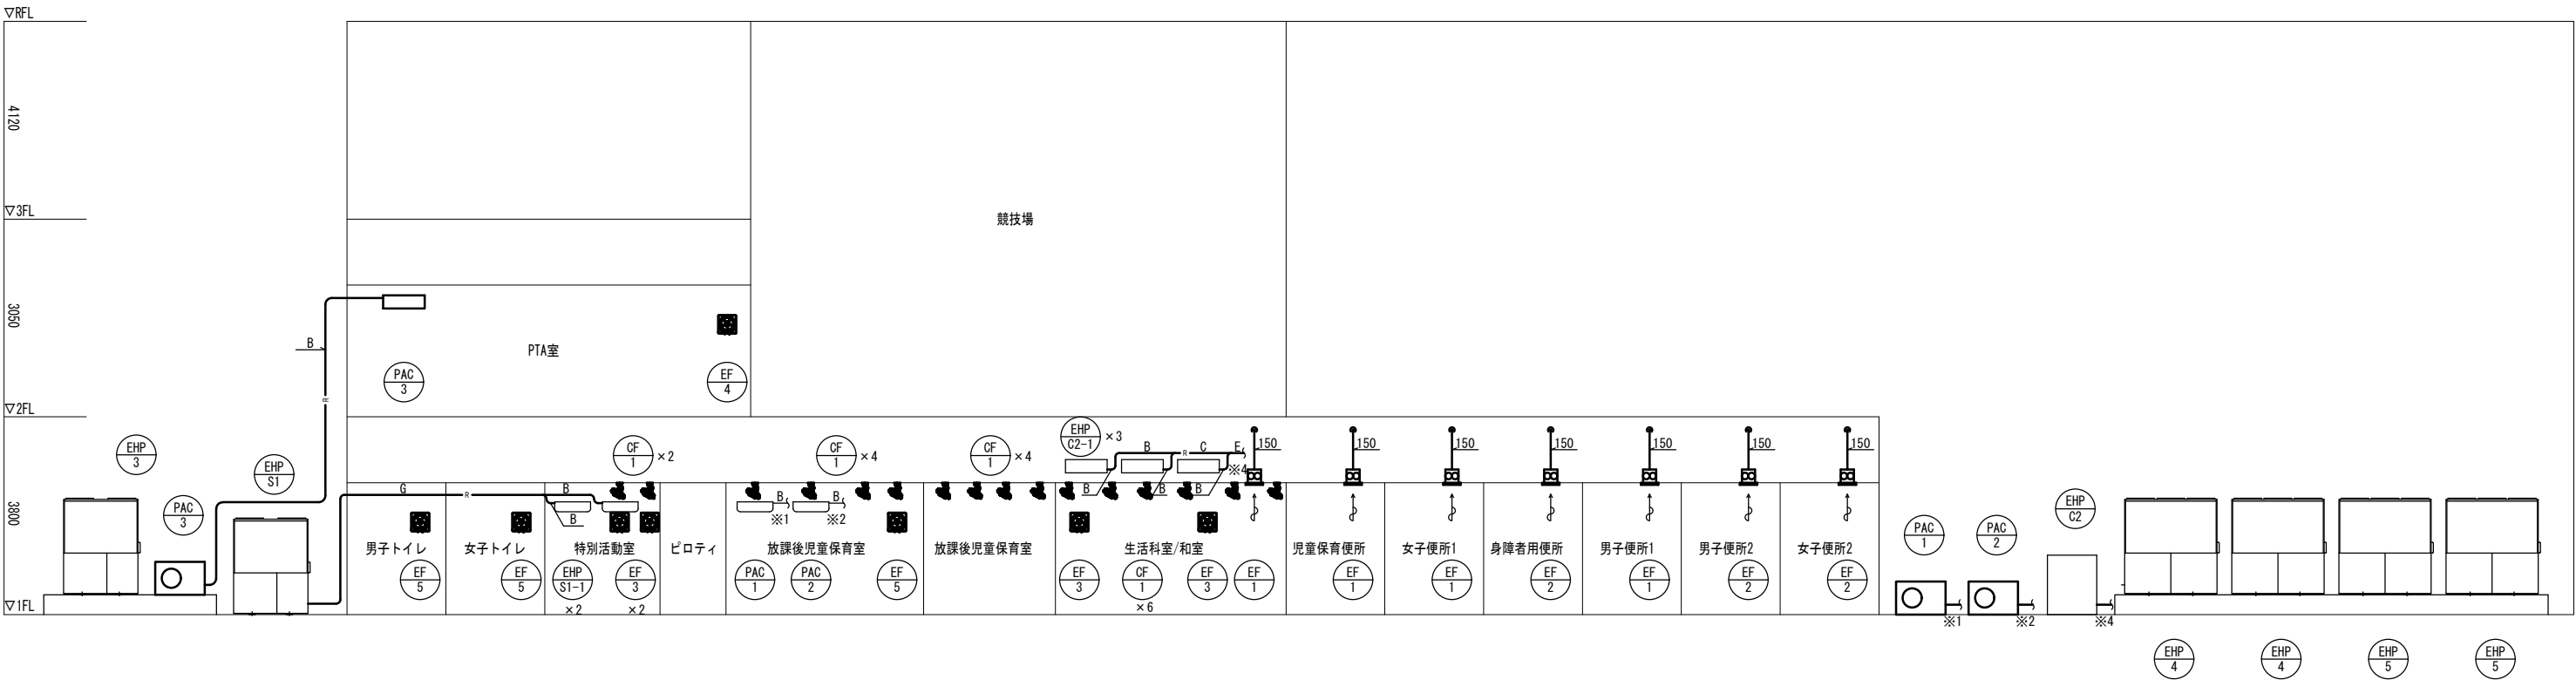 ▽RFL
4120
▽3FL
競技場
3050
B
R
PTA室
PAC
3
EF
4
▽2FL
EHP
3
EHP
S1
PAC
3
CF
1
×2
CF
1
×4
CF
1
×4
EHP
C2-1
×3
B
R
C
E
※4
B
B
B
150
150
150
150
150
150
150
3800
G
R
B
B
B
※1
B
※2
男子トイレ
女子トイレ
特別活動室
ピロティ
放課後児童保育室
放課後児童保育室
生活科室/和室
児童保育便所
女子便所1
身障者用便所
男子便所1
男子便所2
女子便所2
EF
5
EF
5
EHP
S1-1
×2
EF
3
×2
PAC
1
PAC
2
EF
5
EF
3
CF
1
×6
EF
3
EF
1
EF
1
EF
1
EF
2
EF
1
EF
2
EF
2
PAC
1
PAC
2
EHP
C2
▽1FL
※1
※2
※4
EHP
4
EHP
4
EHP
5
EHP
5